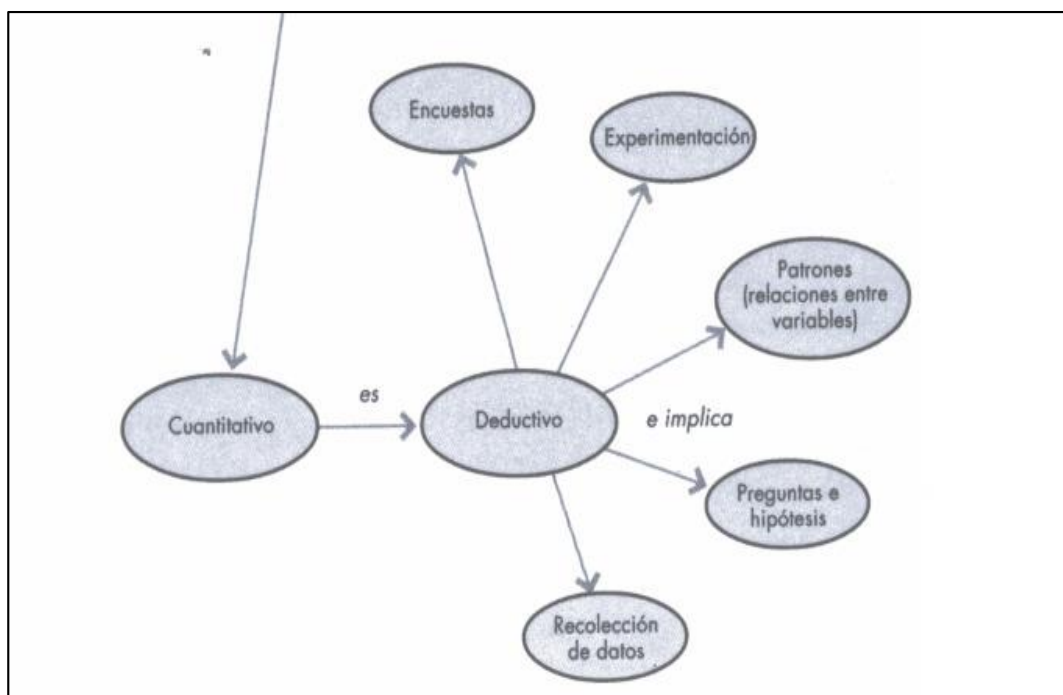 Encuestas
Experimentación
Patrones
(relaciones entre
variables)
Cuantitativo
es
Deductivo
e implica
Preguntas e
hipótesis
Recolección
de datos